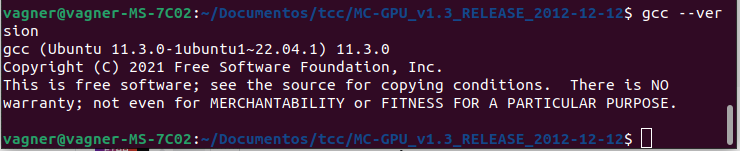 vagner@vagner-MS-7C02:~/Documentos/tcc/MC-GPU_v1.3_RELEASE_2012-12-12$ gcc --ver
sion
gcc (Ubuntu 11.3.0-1ubuntu1~22.04.1) 11.3.0
Copyright (C) 2021 Free Software Foundation, Inc.
This is free software; see the source for copying conditions.  There is NO
warranty; not even for MERCHANTABILITY or FITNESS FOR A PARTICULAR PURPOSE.
vagner@vagner-MS-7C02:~/Documentos/tcc/MC-GPU_v1.3_RELEASE_2012-12-12$